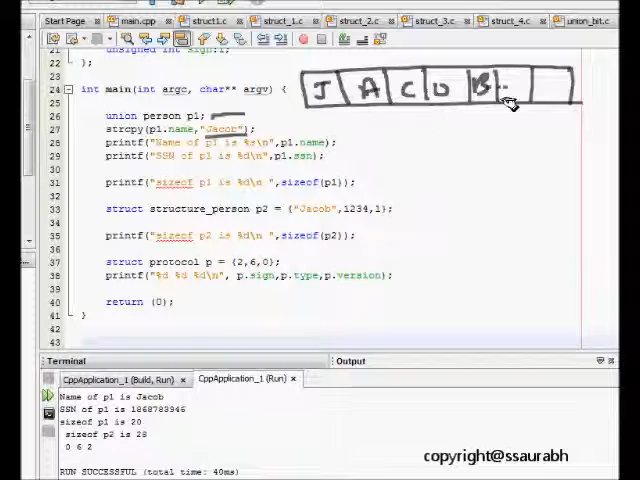 Start Page x main.cpp x struct1.c x struct_1.c x struct_2.c x struct_3.c x struct_4.c x union_bit.c
21 unsigned int sign:1;
22 };
23
24 int main(int argc, char** argv) {
J A C O B ..
25
26 union person p1;
27 strcpy(p1.name,"Jacob");
28 printf("Name of p1 is %s\n",p1.name);
29 printf("SSN of p1 is %d\n",p1.ssn);
30
31 printf("sizeof p1 is %d\n ",sizeof(p1));
32
33 struct structure_person p2 = {"Jacob",1234,1};
34
35 printf("sizeof p2 is %d\n ",sizeof(p2));
36
37 struct protocol p = {2,6,0};
38 printf("%d %d %d\n", p.sign,p.type,p.version);
39
40 return (0);
41 }
42
43
Terminal Output
CppApplication_1 (Build, Run) x CppApplication_1 (Run) x
Name of p1 is Jacob
SSN of p1 is 1868783946
sizeof p1 is 20
sizeof p2 is 28
0 6 2
RUN SUCCESSFUL (total time: 40ms)
copyright@ssaurabh